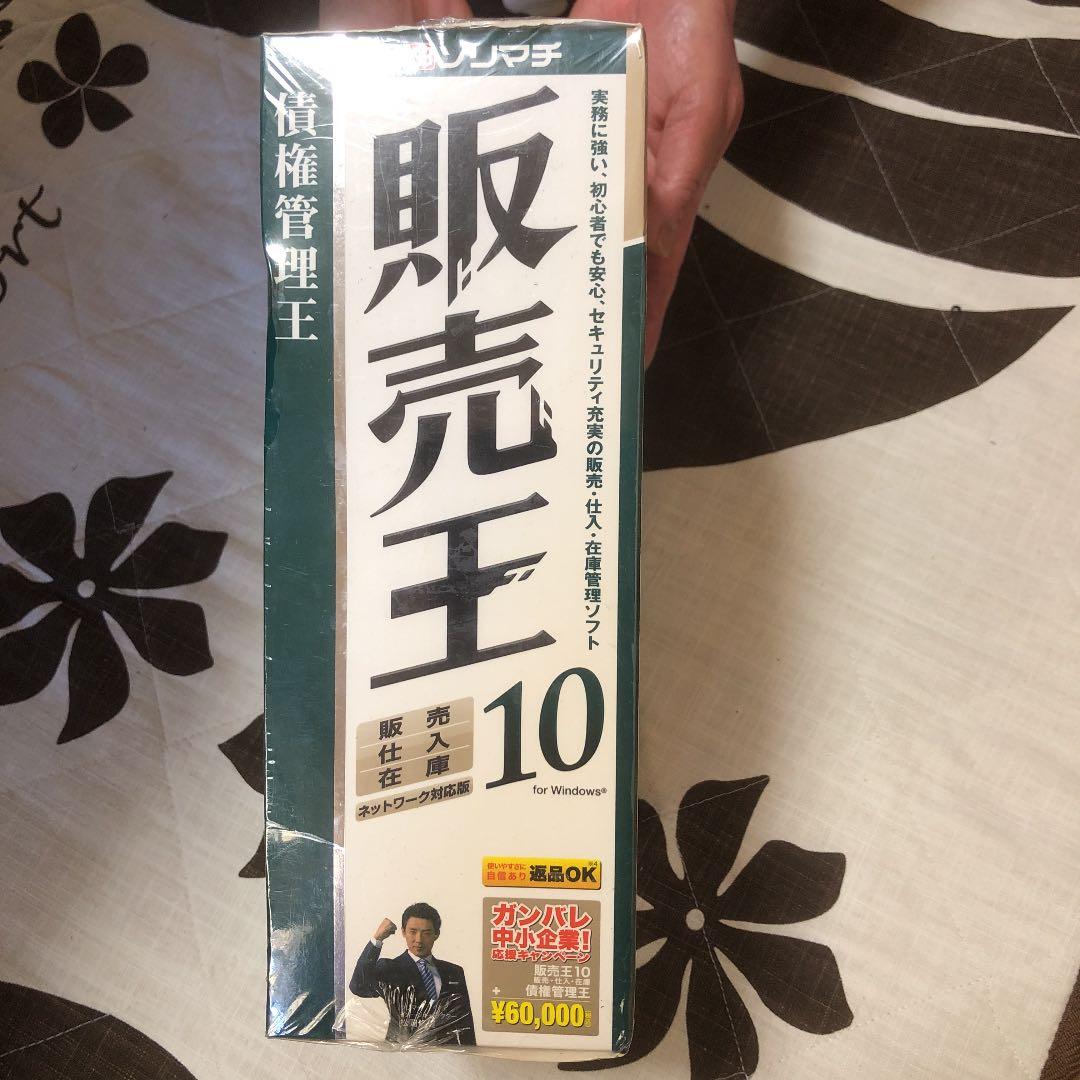 ソリマチ
債権管理王
販売王
実務に強い、初心者でも安心、セキュリティ充実の販売・仕入・在庫管理ソフト
10
for Windows®
販売
仕入
在庫
ネットワーク対応版
使いやすさに
自信あり
返品OK
※4
ガンバレ
中小企業!
応援キャンペーン
販売王10
販売・仕入・在庫
+ 債権管理王
¥60,000